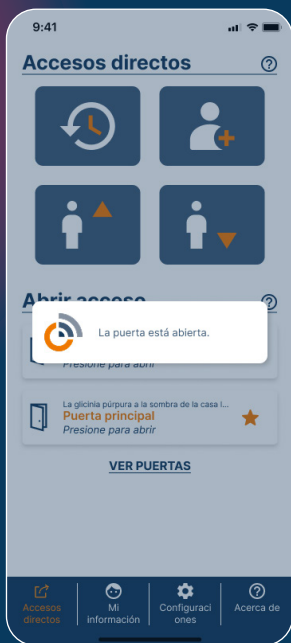 9:41
Accesos directos
Abrir acceso
La puerta está abierta.
Presione para abrir
La glicinia púrpura a la sombra de la casa l...
Puerta principal
Presione para abrir
VER PUERTAS
Accesos
directos
Mi
información
Configuraci
ones
Acerca de